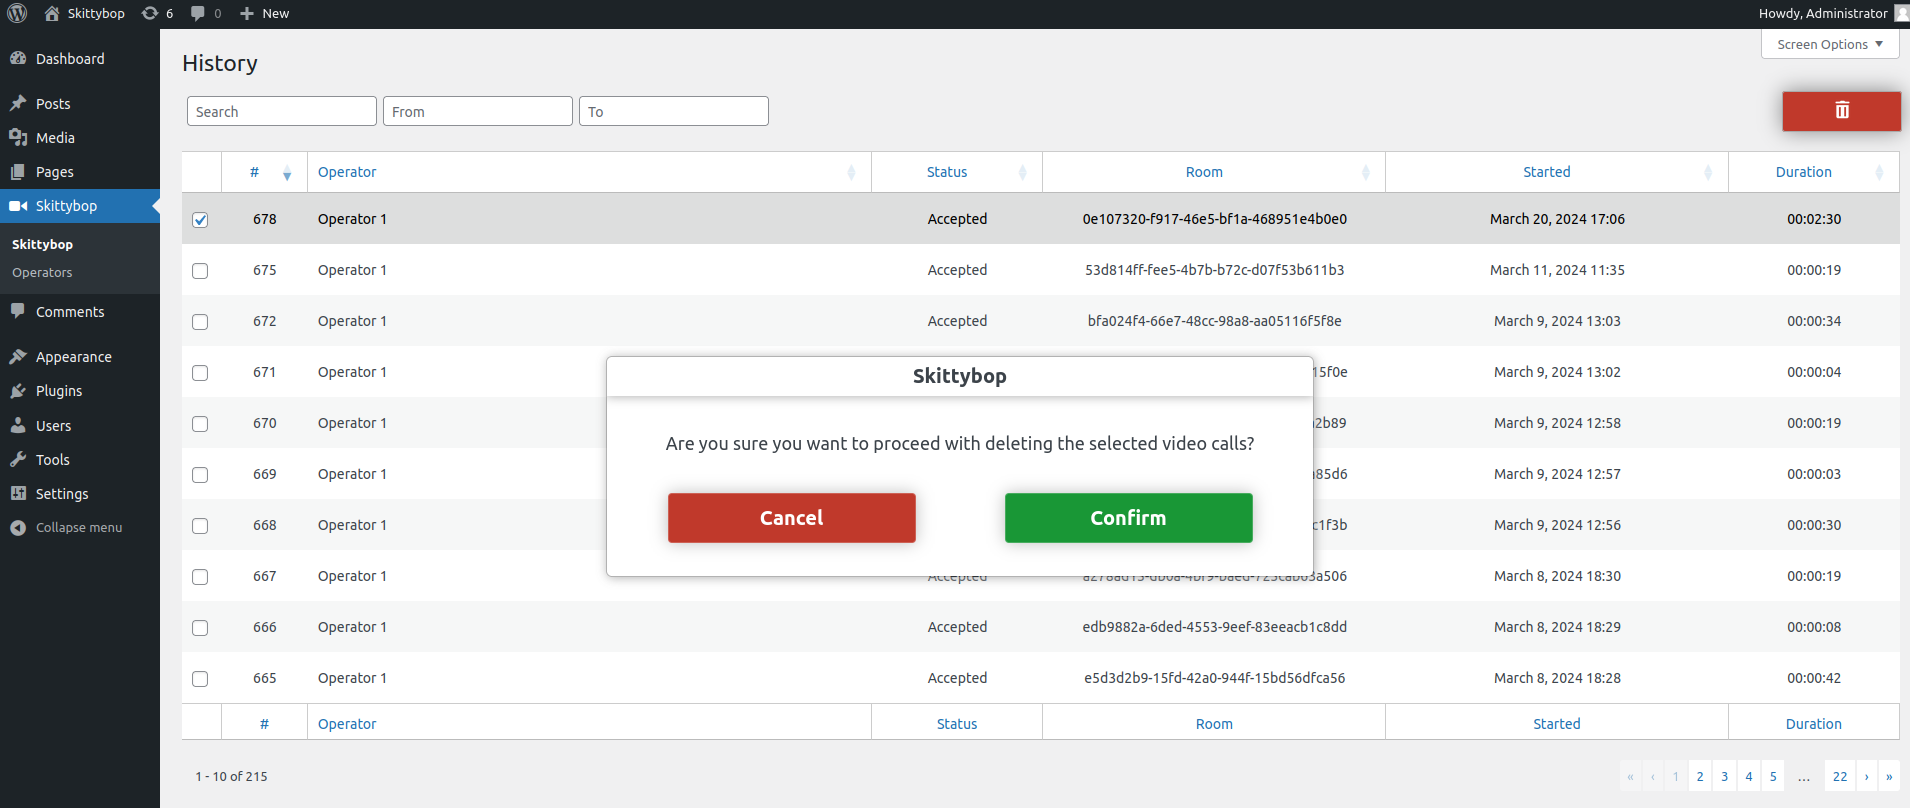 Skittybop 6 0 New Howdy, Administrator
Screen Options
Dashboard
Posts
Media
Pages
Skittybop
Skittybop
Operators
Comments
Appearance
Plugins
Users
Tools
Settings
Collapse menu
History
Search From To
# Operator Status Room Started Duration
678 Operator 1 Accepted 0e107320-f917-46e5-bf1a-468951e4b0e0 March 20, 2024 17:06 00:02:30
675 Operator 1 Accepted 53d814ff-fee5-4b7b-b72c-d07f53b611b3 March 11, 2024 11:35 00:00:19
672 Operator 1 Accepted bfa024f4-66e7-48cc-98a8-aa05116f5f8e March 9, 2024 13:03 00:00:34
671 Operator 1 15f0e March 9, 2024 13:02 00:00:04
670 Operator 1 2b89 March 9, 2024 12:58 00:00:19
669 Operator 1 85d6 March 9, 2024 12:57 00:00:03
668 Operator 1 c1f3b March 9, 2024 12:56 00:00:30
667 Operator 1 Accepted March 8, 2024 18:30 00:00:19
666 Operator 1 Accepted edb9882a-6ded-4553-9eef-83eeacb1c8dd March 8, 2024 18:29 00:00:08
665 Operator 1 Accepted e5d3d2b9-15fd-42a0-944f-15bd56dfca56 March 8, 2024 18:28 00:00:42
# Operator Status Room Started Duration
1 - 10 of 215 « ‹ 1 2 3 4 5 … 22 › »
Skittybop
Are you sure you want to proceed with deleting the selected video calls?
Cancel Confirm